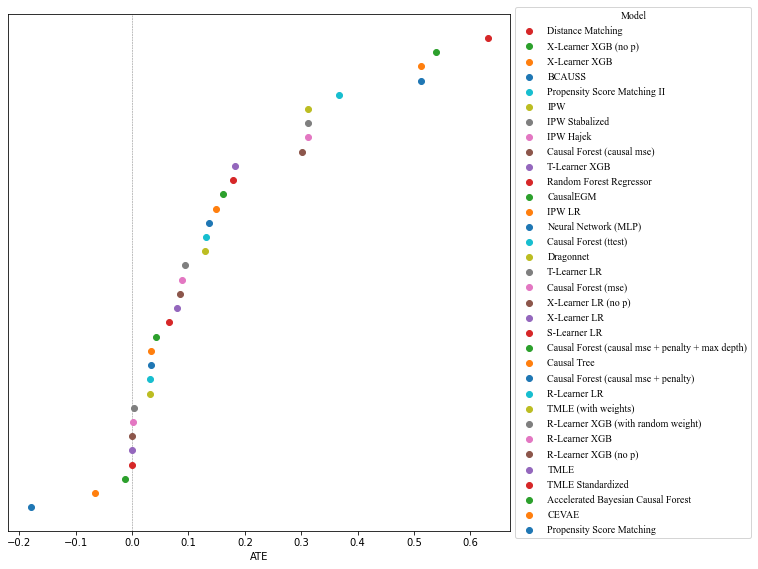 Model
Distance Matching
X-Learner XGB (no p)
X-Learner XGB
BCAUSS
Propensity Score Matching II
IPW
IPW Stabalized
IPW Hajek
Causal Forest (causal mse)
T-Learner XGB
Random Forest Regressor
CausalEGM
IPW LR
Neural Network (MLP)
Causal Forest (ttest)
Dragonnet
T-Learner LR
Causal Forest (mse)
X-Learner LR (no p)
X-Learner LR
S-Learner LR
Causal Forest (causal mse + penalty + max depth)
Causal Tree
Causal Forest (causal mse + penalty)
R-Learner LR
TMLE (with weights)
R-Learner XGB (with random weight)
R-Learner XGB
R-Learner XGB (no p)
TMLE
TMLE Standardized
Accelerated Bayesian Causal Forest
CEVAE
Propensity Score Matching
−0.2 −0.1 0.0 0.1 0.2 0.3 0.4 0.5 0.6
ATE